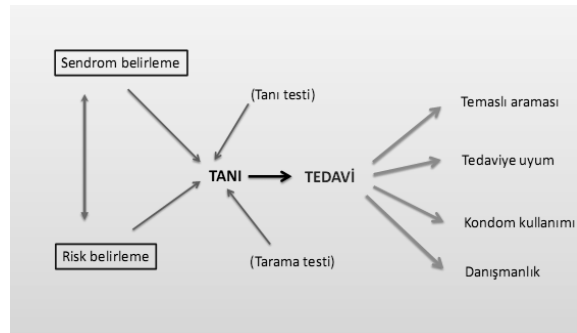 Sendrom belirleme
(Tanı testi)
Temaslı araması
TANI
TEDAVİ
Tedaviye uyum
Kondom kullanımı
Risk belirleme
(Tarama testi)
Danışmanlık